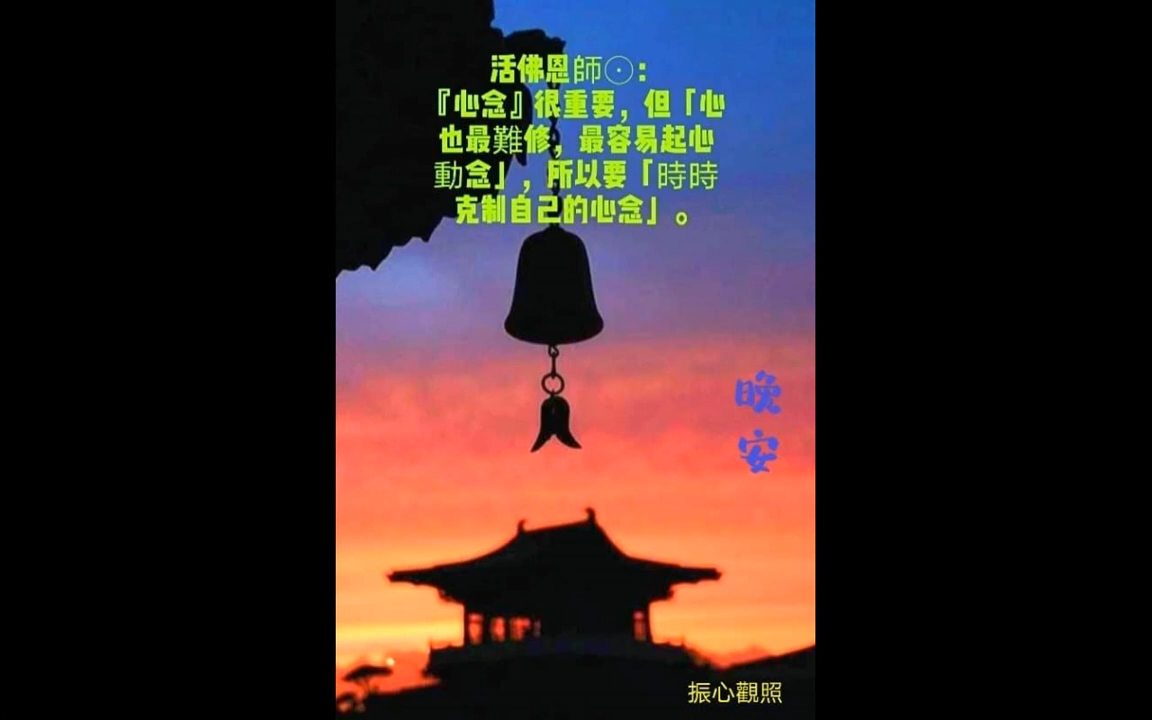 活佛恩師⊙：
『心念』很重要，但「心
也最難修，最容易起心
動念」，所以要「時時
克制自己的心念」。
晚
安
振心觀照